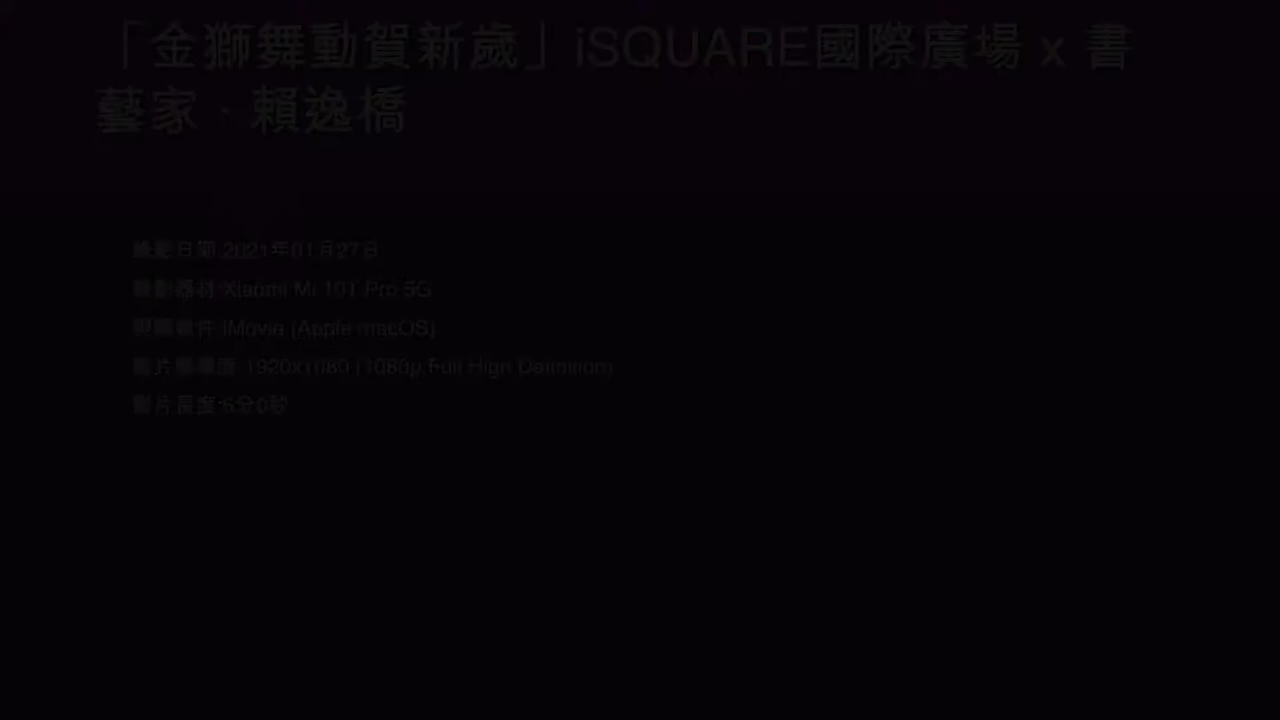 「金獅舞動賀新歲」iSQUARE國際廣場 x 書
藝家 · 賴逸橋
錄影日期:2021年01月27日
錄影器材:Xiaomi Mi 10T Pro 5G
剪輯軟件:iMovie (Apple macOS)
影片解像度: 1920x1080 (1080p Full High Definition)
影片長度:6分0秒